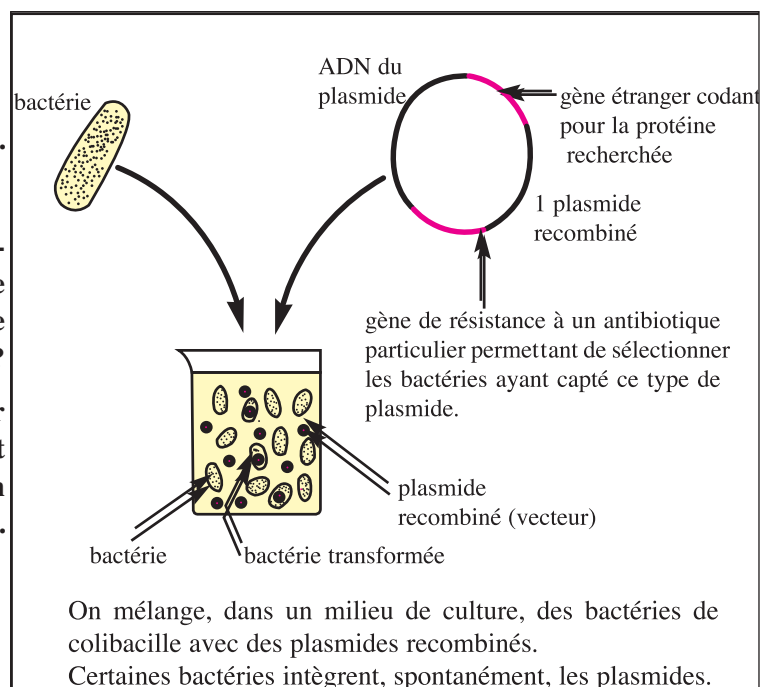 ADN du
plasmide
bactérie
gène étranger codant
pour la protéine
recherchée
1 plasmide
recombiné
gène de résistance à un antibiotique
particulier permettant de sélectionner
les bactéries ayant capté ce type de
plasmide.
plasmide
recombiné (vecteur)
bactérie
bactérie transformée
On mélange, dans un milieu de culture, des bactéries de
colibacille avec des plasmides recombinés.
Certaines bactéries intègrent, spontanément, les plasmides.